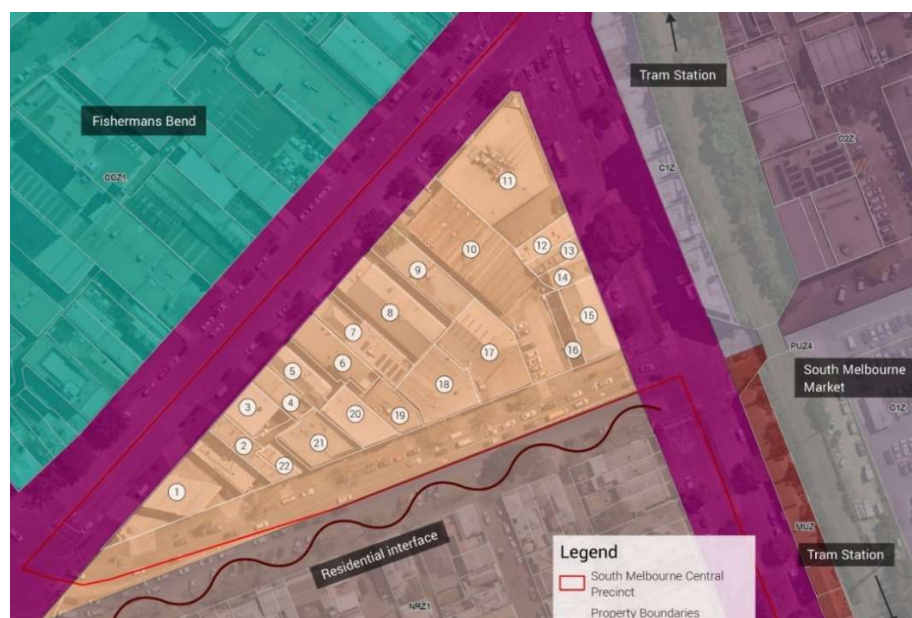 Tram Station
Fishermans Bend
C1Z
C2Z
CCZ1
11
10
12
13
14
9
8
15
7
16
17
6
5
18
4
3
19
20
2
21
22
1
PUZ4
South Melbourne
Market
C1Z
MUZ
Tram Station
Residential interface
NRZ1
Legend
South Melbourne Central
Precinct
Property Boundaries